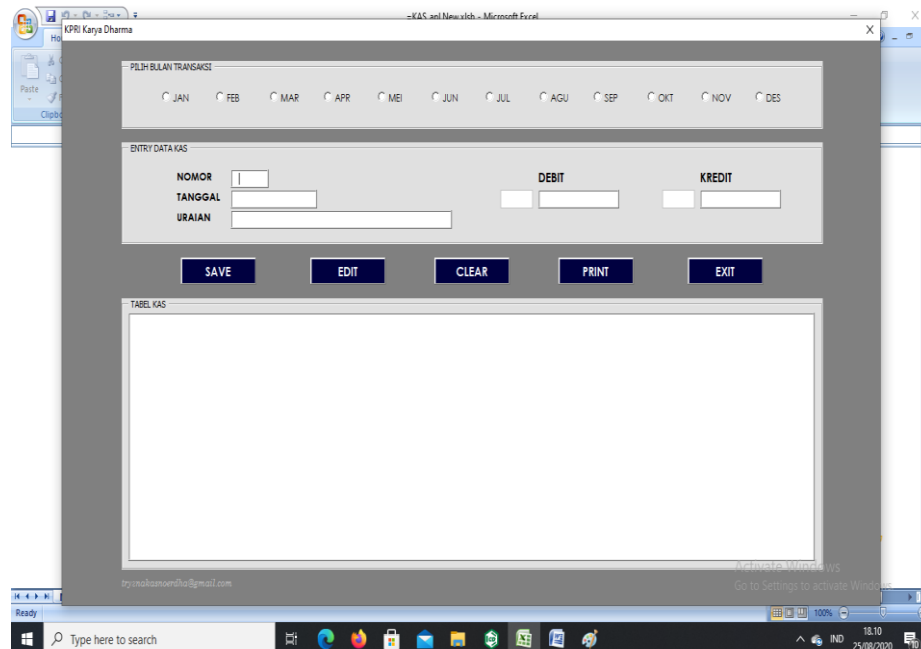 =KAS apl New.xlsb - Microsoft Excel
KPRI Karya Dharma
Paste
PILIH BULAN TRANSAKSI
JAN FEB MAR APR MEI JUN JUL AGU SEP OKT NOV DES
ENTRY DATA KAS
NOMOR DEBIT KREDIT
TANGGAL
URAIAN
SAVE EDIT CLEAR PRINT EXIT
TABEL KAS
Activate Windows
Go to Settings to activate Windows
Ready 100%
Type here to search IND 18.10
25/08/2020